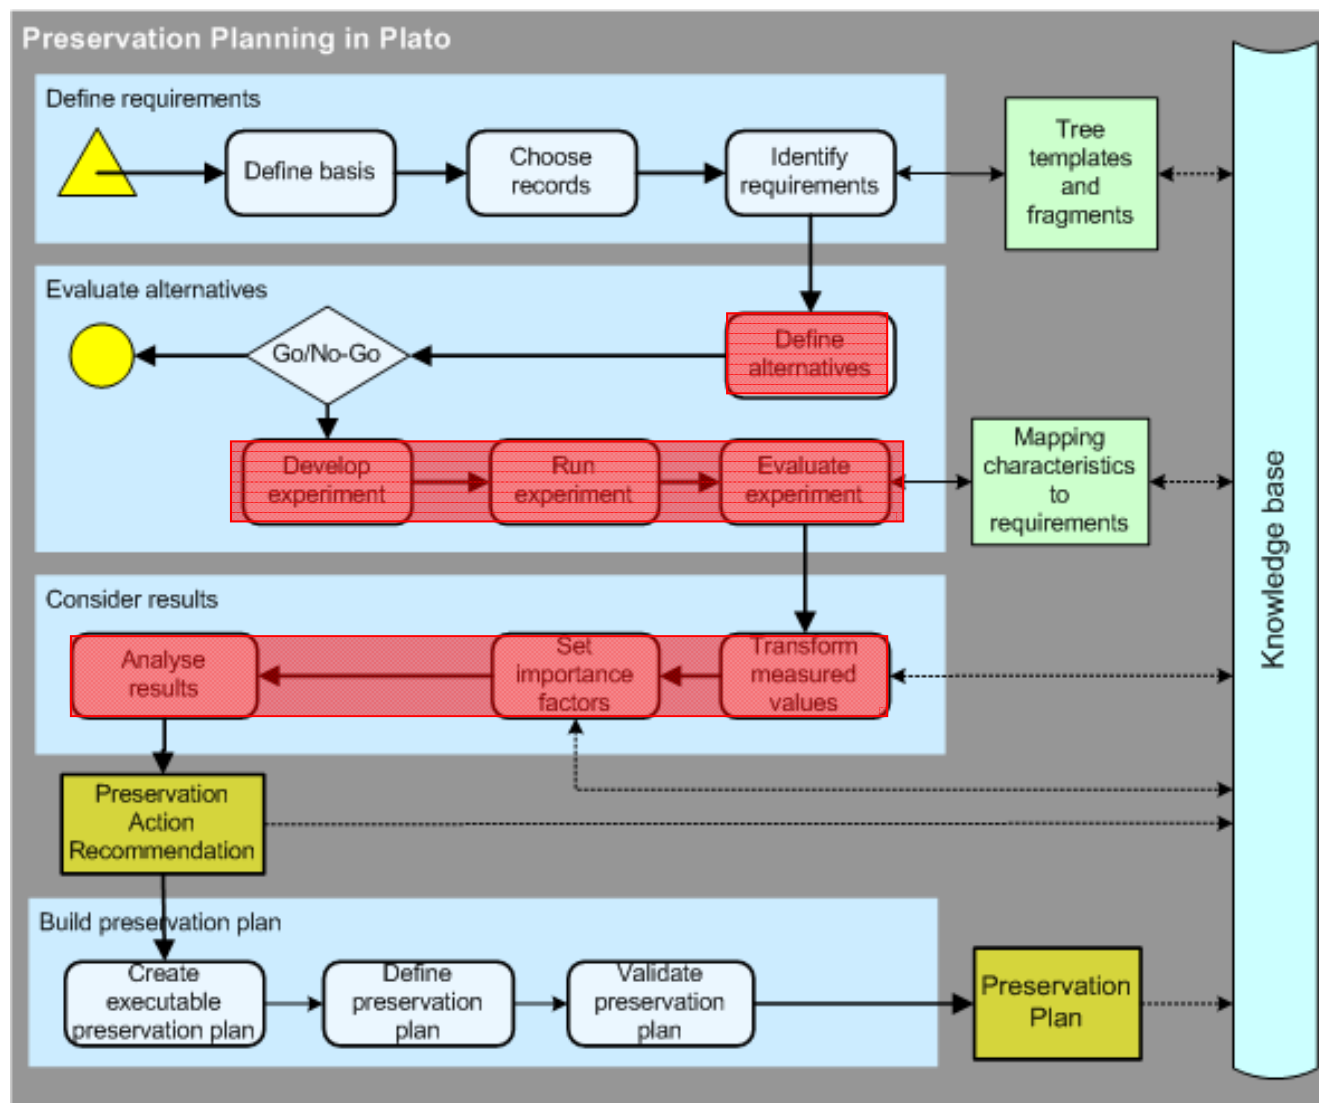 Preservation Planning in Plato
Define requirements
Define basis
Choose
records
Identify
requirements
Tree
templates
and
fragments
Evaluate alternatives
Go/No-Go
Define
alternatives
Develop
experiment
Run
experiment
Evaluate
experiment
Mapping
characteristics
to
requirements
Knowledge base
Consider results
Analyse
results
Set
importance
factors
Transform
measured
values
Preservation
Action
Recommendation
Build preservation plan
Create
executable
preservation plan
Define
preservation
plan
Validate
preservation
plan
Preservation
Plan